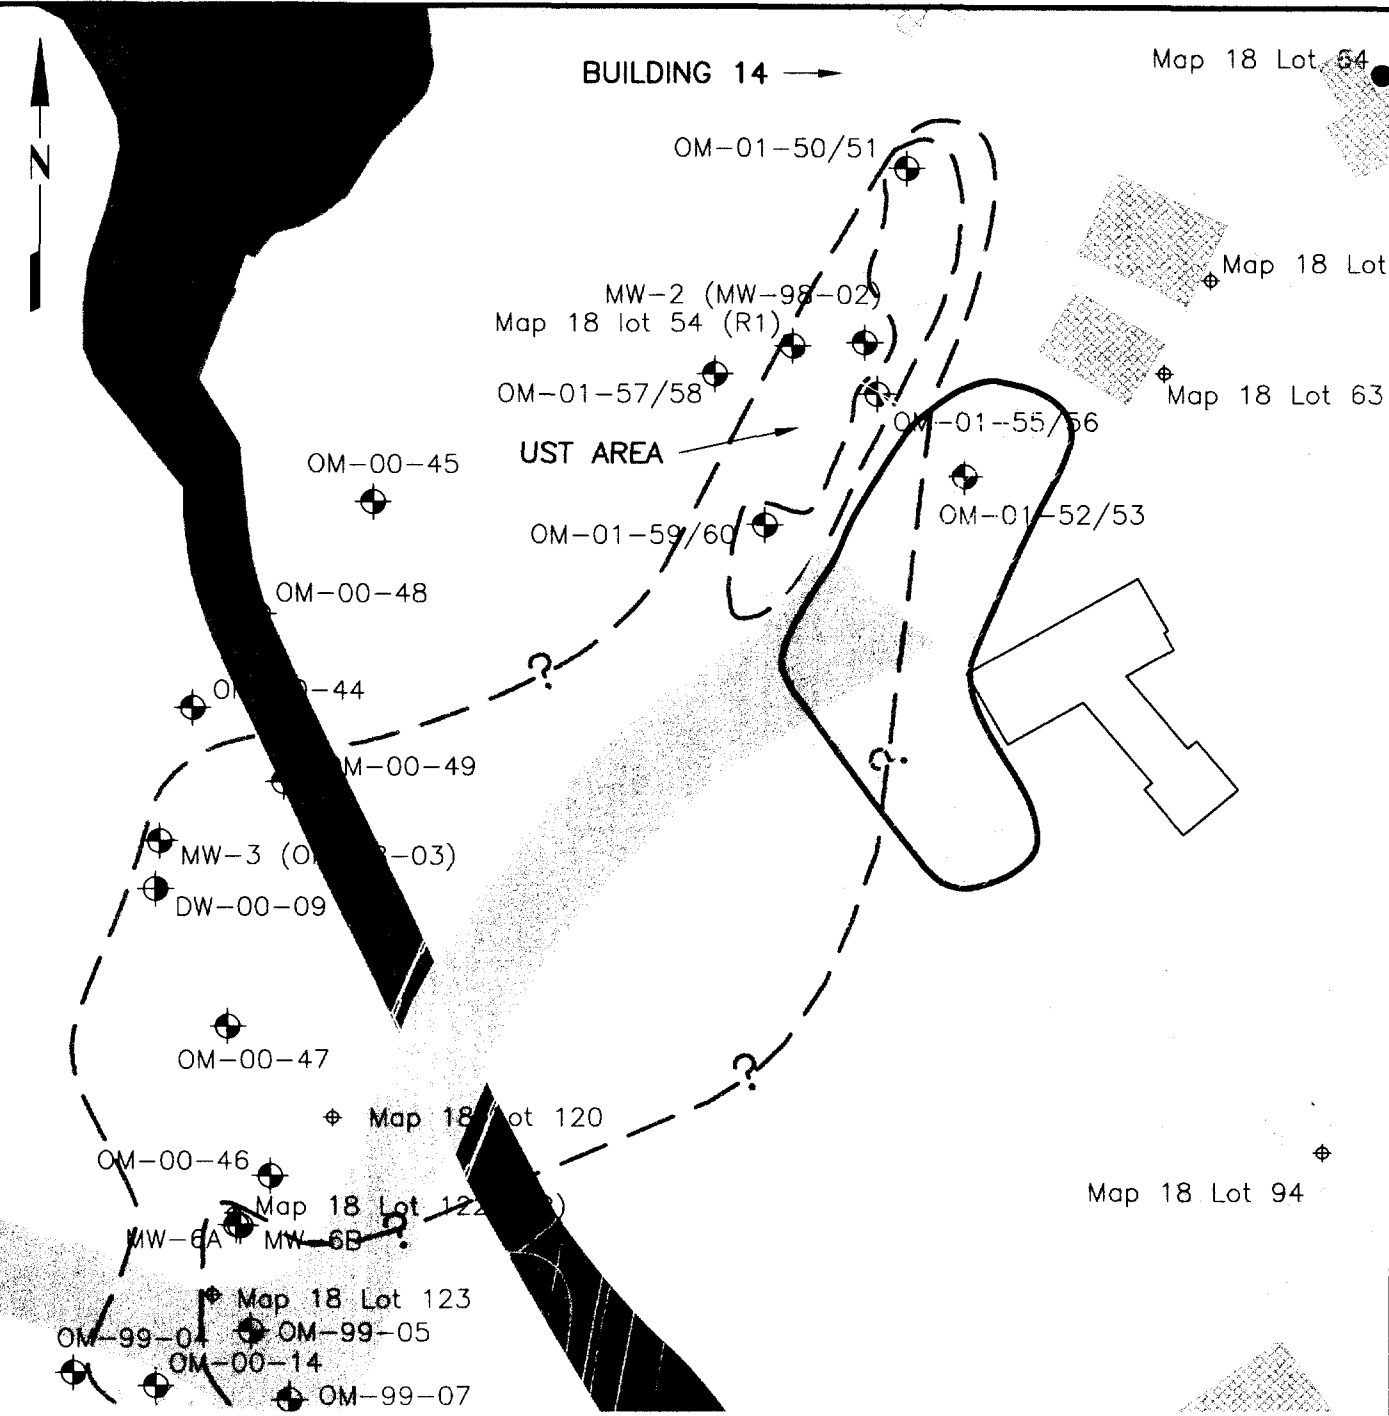 BUILDING 14
Map 18 Lot 64
N
OM-01-50/51
Map 18 Lot
MW-2 (MW-98-02)
Map 18 lot 54 (R1)
OM-01-57/58
Map 18 Lot 63
OM-01-55/56
UST AREA
OM-00-45
OM-01-52/53
OM-01-59/60
OM-00-48
?
-44
M-00-49
?
MW-3
-03)
DW-00-09
OM-00-47
?
Map 18 ot 120
OM-00-46
Map 18 Lot 94
Map 18 Lot
?
MW-6A
MW-6B
Map 18 Lot 123
OM-99-04
OM-99-05
OM-00-14
OM-99-07